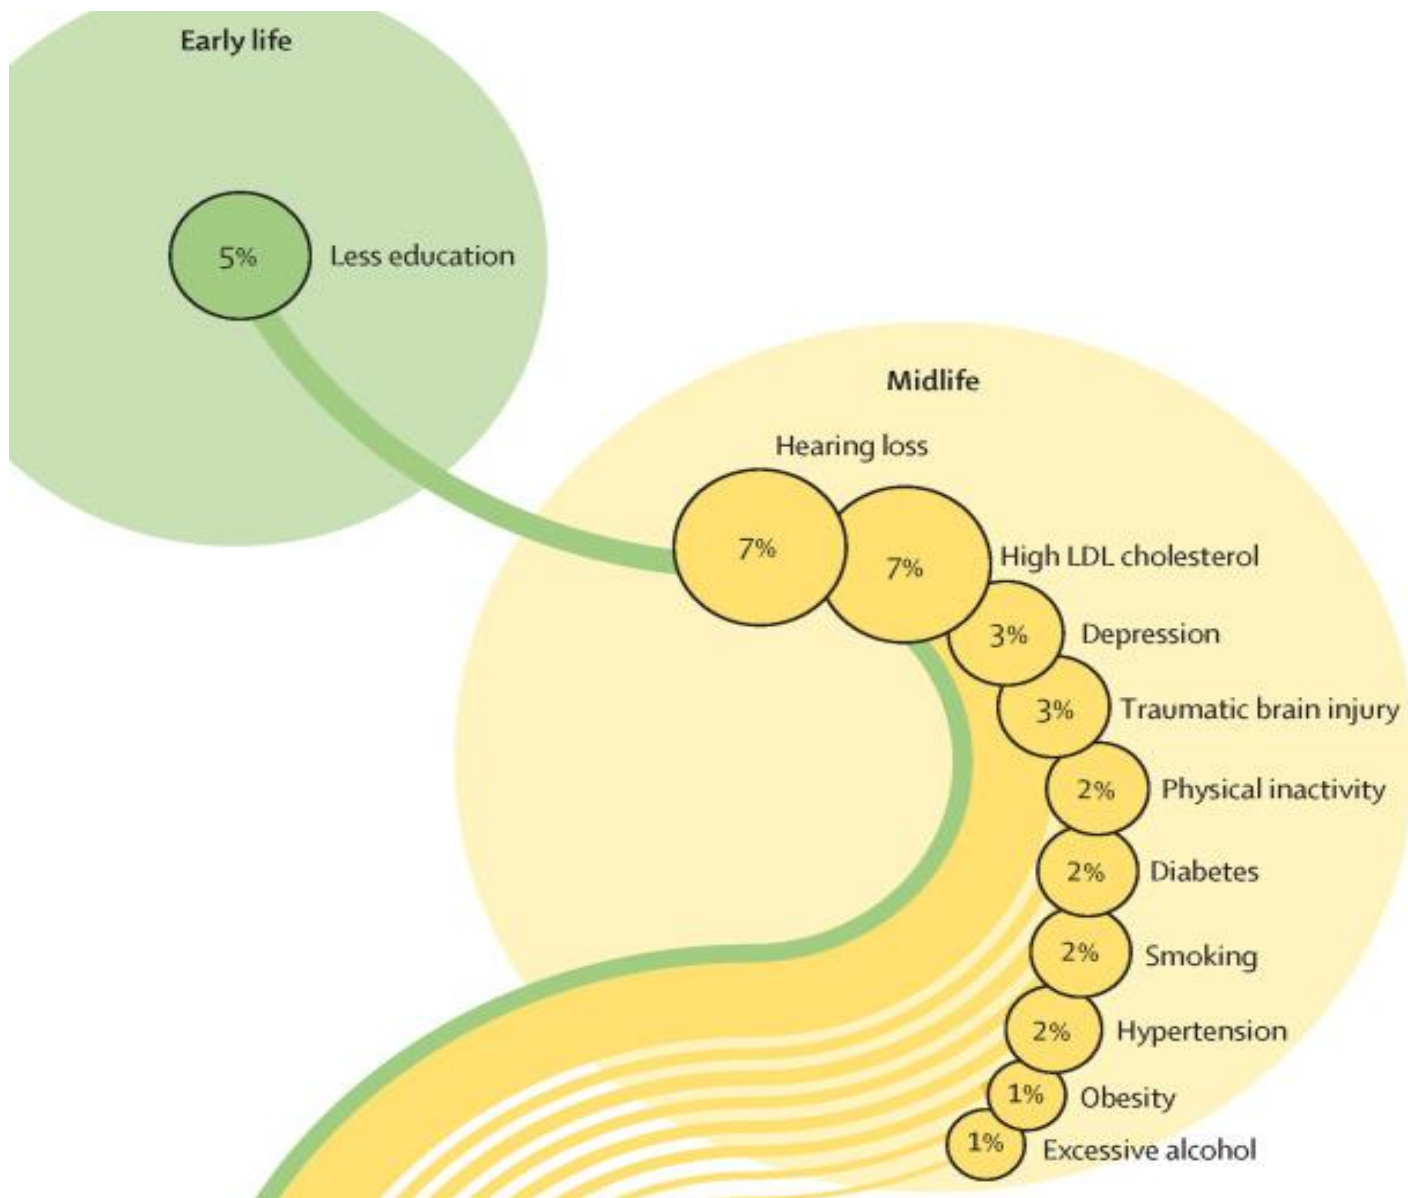 Early life
5%
Less education
Midlife
Hearing loss
7%
7%
High LDL cholesterol
3%
Depression
3%
Traumatic brain injury
2%
Physical inactivity
2%
Diabetes
2%
Smoking
2%
Hypertension
1%
Obesity
1%
Excessive alcohol